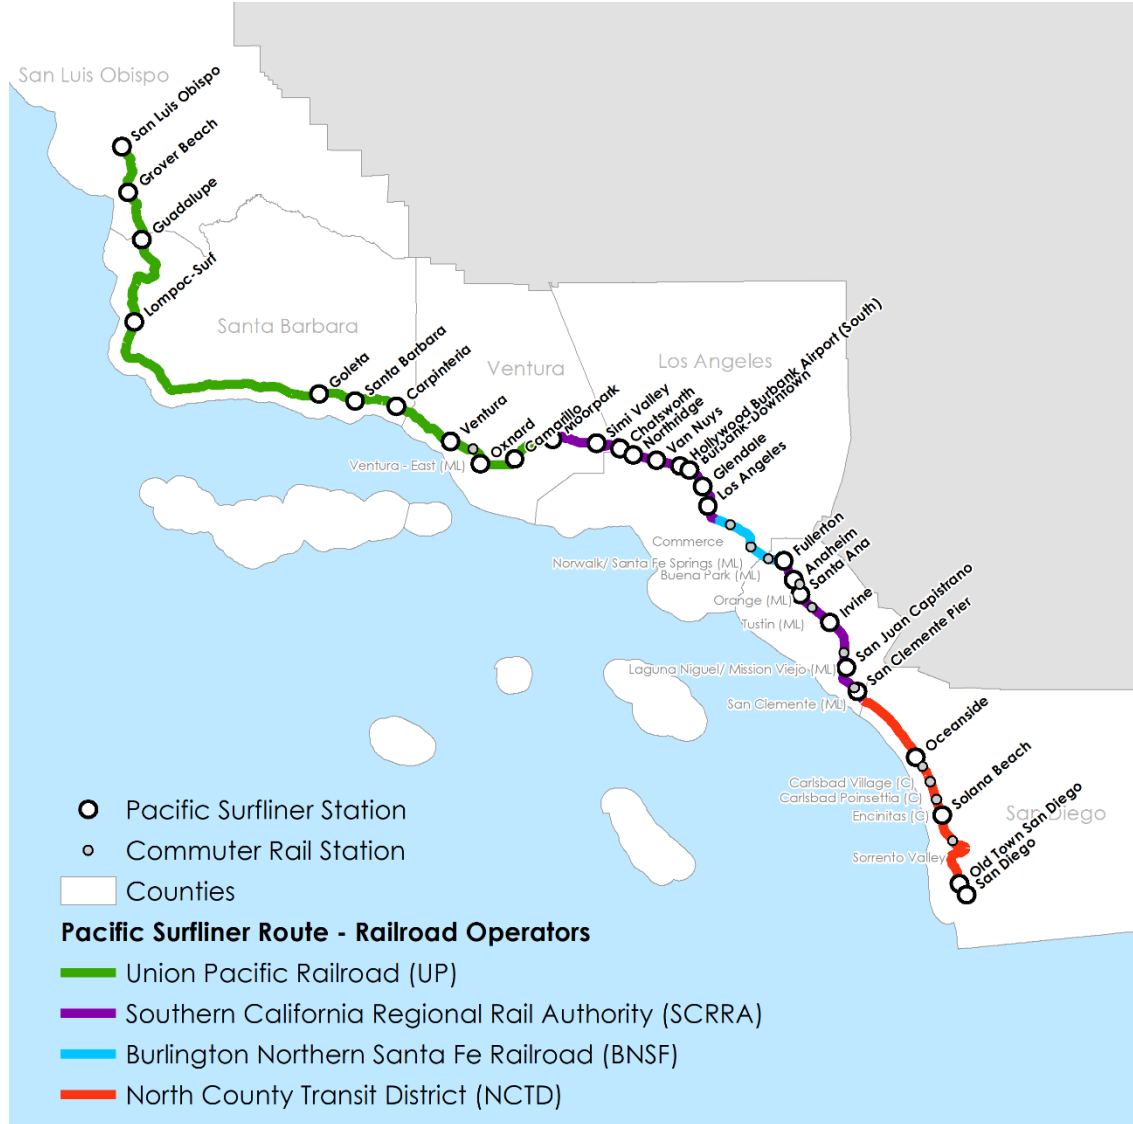 San Luis Obispo
San Luis Obispo
Grover Beach
Guadalupe
Lompoc-Surf
Santa Barbara
Goleta
Santa Barbara
Carpinteria
Ventura
Ventura
Ventura - East (ML)
Oxnard
Camarillo
Moorpark
Los Angeles
Simi Valley
Chatsworth
Northridge
Van Nuys
Hollywood Burbank Airport (South)
Burbank-Downtown
Glendale
Los Angeles
Commerce
Norwalk/ Santa Fe Springs (ML)
Buena Park (ML)
Fullerton
Anaheim
Santa Ana
Orange (ML)
Tustin (ML)
Irvine
Laguna Niguel/ Mission Viejo (ML)
San Juan Capistrano
San Clemente Pier
San Clemente (ML)
Oceanside
Carlsbad Village (C)
Carlsbad Poinsettia (C)
Encinitas (C)
Solana Beach
San Diego
Sorrento Valley
Old Town San Diego
San Diego
Pacific Surfliner Station
Commuter Rail Station
Counties
Pacific Surfliner Route - Railroad Operators
Union Pacific Railroad (UP)
Southern California Regional Rail Authority (SCRRA)
Burlington Northern Santa Fe Railroad (BNSF)
North County Transit District (NCTD)